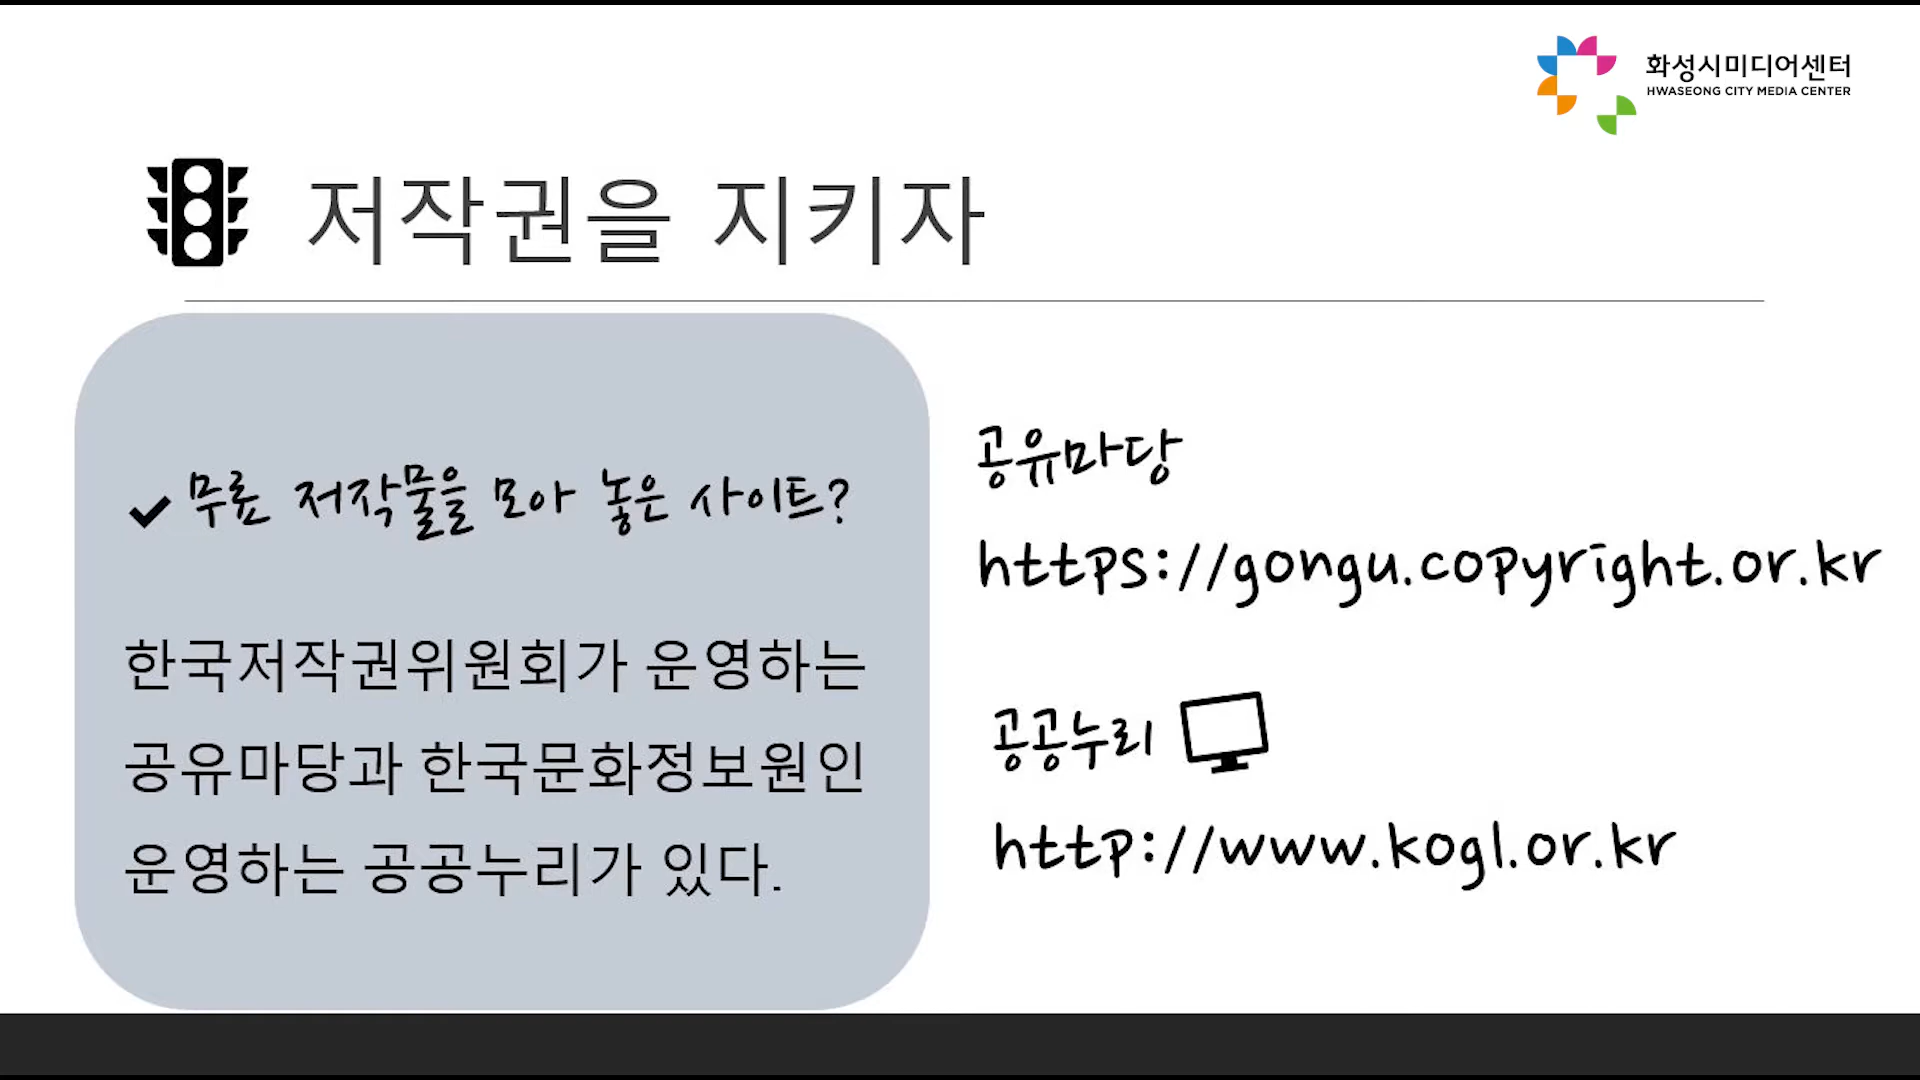 화성시미디어센터
HWASEONG CITY MEDIA CENTER
저작권을 지키자
무료 저작물을 모아 놓은 사이트?
한국저작권위원회가 운영하는
공유마당과 한국문화정보원인
운영하는 공공누리가 있다.
공유마당
https://gongu.copyright.or.kr
공공누리
http://www.kogl.or.kr